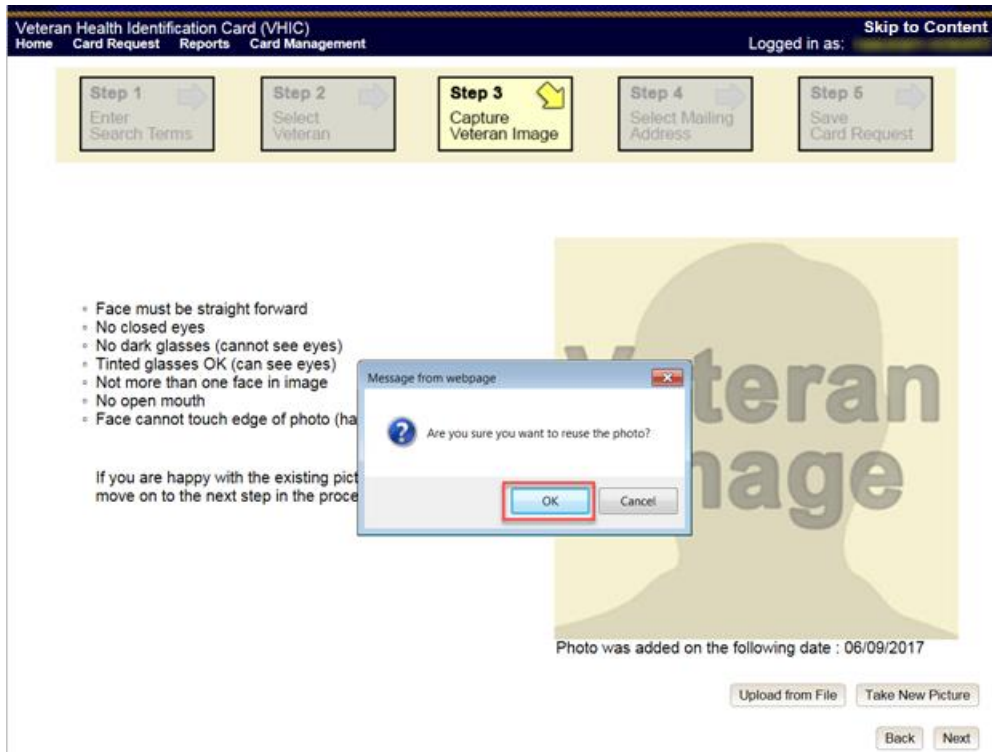 Veteran Health Identification Card (VHIC)
Skip to Content
Home Card Request Reports Card Management
Logged in as:
Step 1
Enter
Search Terms
Step 2
Select
Veteran
Step 3
Capture
Veteran Image
Step 4
Select Mailing
Address
Step 5
Save
Card Request
Face must be straight forward
No closed eyes
No dark glasses (cannot see eyes)
Tinted glasses OK (can see eyes)
Not more than one face in image
No open mouth
Face cannot touch edge of photo (ha
If you are happy with the existing pict
move on to the next step in the proce
Message from webpage
Are you sure you want to reuse the photo?
OK Cancel
Veteran
Image
Photo was added on the following date : 06/09/2017
Upload from File Take New Picture
Back Next